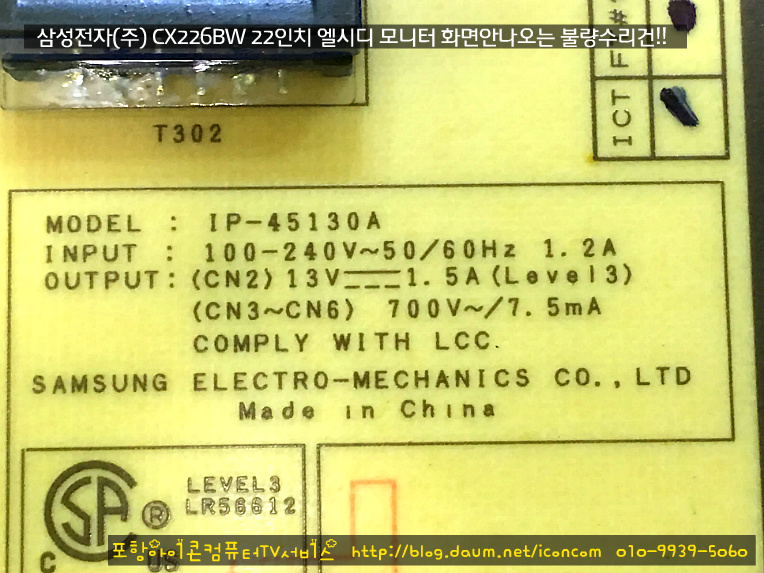 삼성전자(주) CX226BW 22인치 엘시디 모니터 화면안나오는 불량수리건!!
T302
ICT F#
MODEL : IP-45130A
INPUT : 100-240V~50/60Hz 1.2A
OUTPUT: (CN2) 13V⎓1.5A(Level3)
(CN3~CN6) 700V~/7.5mA
COMPLY WITH LCC.
SAMSUNG ELECTRO-MECHANICS CO.,LTD
Made in China
LEVEL3
SA ® LR56612
C US
포항아이콘컴퓨터TV서비스 http://blog.daum.net/iconcom 010-9939-5060